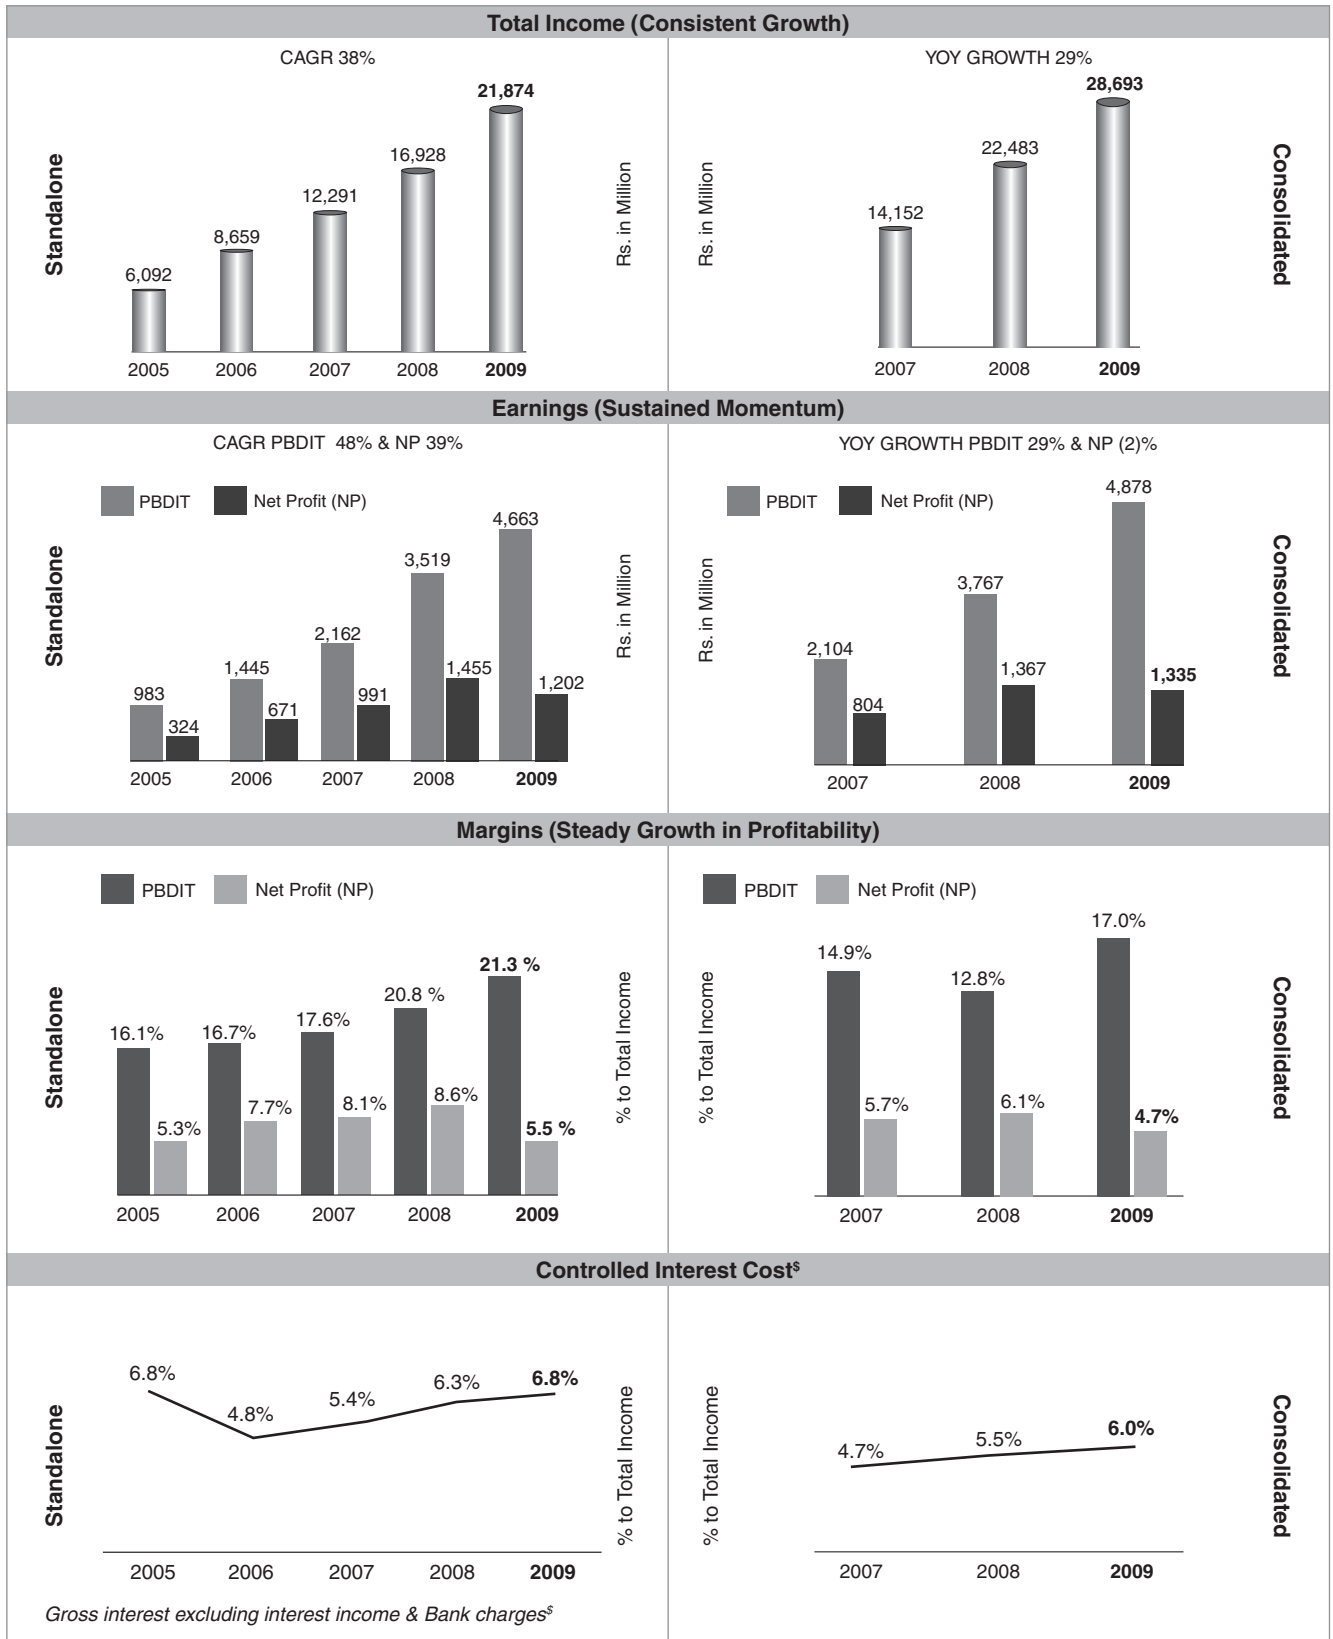 Total Income (Consistent Growth)
CAGR 38%
Standalone
21,874
16,928
12,291
8,659
6,092
2005 2006 2007 2008 2009
Rs. in Million
YOY GROWTH 29%
Rs. in Million
28,693
22,483
14,152
2007 2008 2009
Consolidated
Earnings (Sustained Momentum)
CAGR PBDIT 48% & NP 39%
PBDIT Net Profit (NP)
Standalone
4,663
3,519
2,162
1,445 1,455
983 991 1,202
324 671
2005 2006 2007 2008 2009
Rs. in Million
YOY GROWTH PBDIT 29% & NP (2)%
PBDIT Net Profit (NP)
Rs. in Million
4,878
3,767
2,104 1,367 1,335
804
2007 2008 2009
Consolidated
Margins (Steady Growth in Profitability)
PBDIT Net Profit (NP)
Standalone
21.3 %
20.8 %
16.1% 16.7% 17.6%
5.3% 7.7% 8.1% 8.6% 5.5 %
2005 2006 2007 2008 2009
% to Total Income
PBDIT Net Profit (NP)
% to Total Income
17.0%
14.9%
12.8%
5.7% 6.1% 4.7%
2007 2008 2009
Consolidated
Controlled Interest Cost$
Standalone
6.8% 4.8% 5.4% 6.3% 6.8%
2005 2006 2007 2008 2009
% to Total Income
% to Total Income
4.7% 5.5% 6.0%
2007 2008 2009
Consolidated
Gross interest excluding interest income & Bank charges$